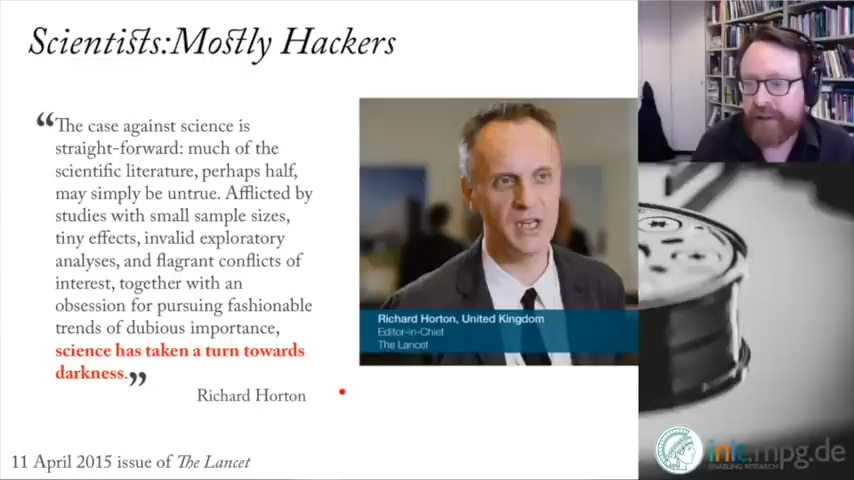 Scientists:Mostly Hackers
“The case against science is
straight-forward: much of the
scientific literature, perhaps half,
may simply be untrue. Afflicted by
studies with small sample sizes,
tiny effects, invalid exploratory
analyses, and flagrant conflicts of
interest, together with an
obsession for pursuing fashionable
trends of dubious importance,
science has taken a turn towards
darkness.”
Richard Horton
Richard Horton, United Kingdom
Editor-in-Chief
The Lancet
11 April 2015 issue of The Lancet
init.mpg.de
ENABLING RESEARCH